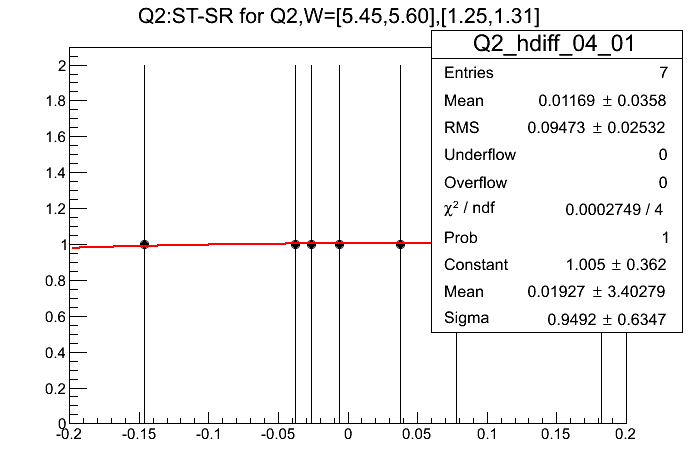 Q2:ST-SR for Q2,W=[5.45,5.60],[1.25,1.31]
Q2_hdiff_04_01
Entries 7
Mean 0.01169 ± 0.0358
RMS 0.09473 ± 0.02532
Underflow 0
Overflow 0
χ² / ndf 0.0002749 / 4
Prob 1
Constant 1.005 ± 0.362
Mean 0.01927 ± 3.40279
Sigma 0.9492 ± 0.6347
2
1.8
1.6
1.4
1.2
1
0.8
0.6
0.4
0.2
0
-0.2 -0.15 -0.1 -0.05 0 0.05 0.1 0.15 0.2